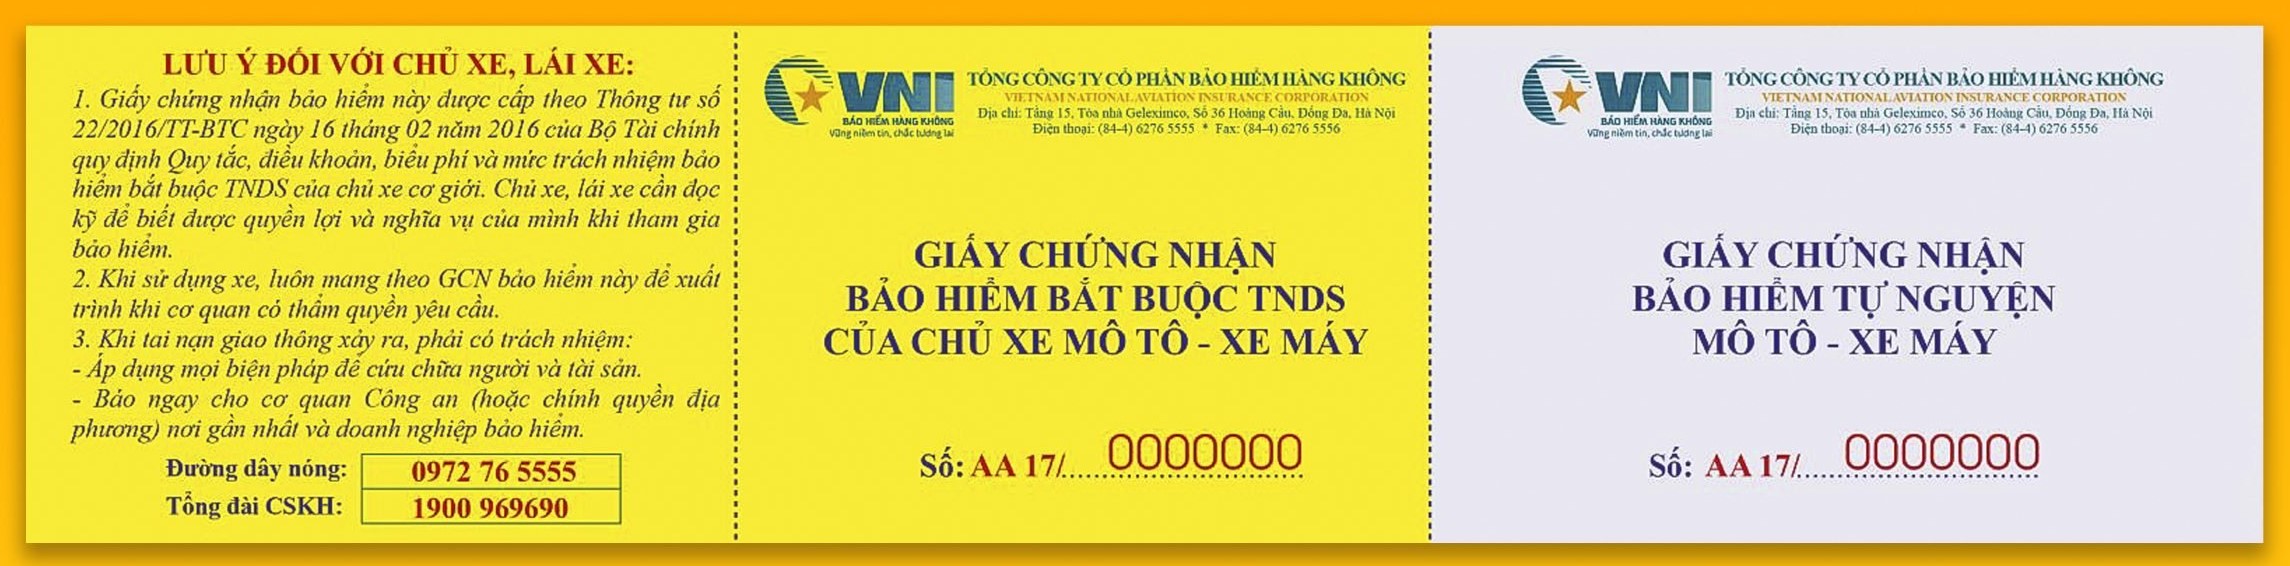 LƯU Ý ĐỐI VỚI CHỦ XE, LÁI XE:
1. Giấy chứng nhận bảo hiểm này được cấp theo Thông tư số
22/2016/TT-BTC ngày 16 tháng 02 năm 2016 của Bộ Tài chính
quy định Quy tắc, điều khoản, biểu phí và mức trách nhiệm bảo
hiểm bắt buộc TNDS của chủ xe cơ giới. Chủ xe, lái xe cần đọc
kỹ để biết được quyền lợi và nghĩa vụ của mình khi tham gia
bảo hiểm.
2. Khi sử dụng xe, luôn mang theo GCN bảo hiểm này để xuất
trình khi cơ quan có thẩm quyền yêu cầu.
3. Khi tai nạn giao thông xảy ra, phải có trách nhiệm:
- Áp dụng mọi biện pháp để cứu chữa người và tài sản.
- Báo ngay cho cơ quan Công an (hoặc chính quyền địa
phương) nơi gần nhất và doanh nghiệp bảo hiểm.
Đường dây nóng: 0972 76 5555
Tổng đài CSKH: 1900 969690
VNI
BẢO HIỂM HÀNG KHÔNG
Vững niềm tin, chắc tương lai
TỔNG CÔNG TY CỔ PHẦN BẢO HIỂM HÀNG KHÔNG
VIETNAM NATIONAL AVIATION INSURANCE CORPORATION
Địa chỉ: Tầng 15, Tòa nhà Geleximco, Số 36 Hoàng Cầu, Đống Đa, Hà Nội
Điện thoại: (84-4) 6276 5555 * Fax: (84-4) 6276 5556
GIẤY CHỨNG NHẬN
BẢO HIỂM BẮT BUỘC TNDS
CỦA CHỦ XE MÔ TÔ - XE MÁY
Số: AA 17/.....0000000
VNI
BẢO HIỂM HÀNG KHÔNG
Vững niềm tin, chắc tương lai
TỔNG CÔNG TY CỔ PHẦN BẢO HIỂM HÀNG KHÔNG
VIETNAM NATIONAL AVIATION INSURANCE CORPORATION
Địa chỉ: Tầng 15, Tòa nhà Geleximco, Số 36 Hoàng Cầu, Đống Đa, Hà Nội
Điện thoại: (84-4) 6276 5555 * Fax: (84-4) 6276 5556
GIẤY CHỨNG NHẬN
BẢO HIỂM TỰ NGUYỆN
MÔ TÔ - XE MÁY
Số: AA 17/.....0000000